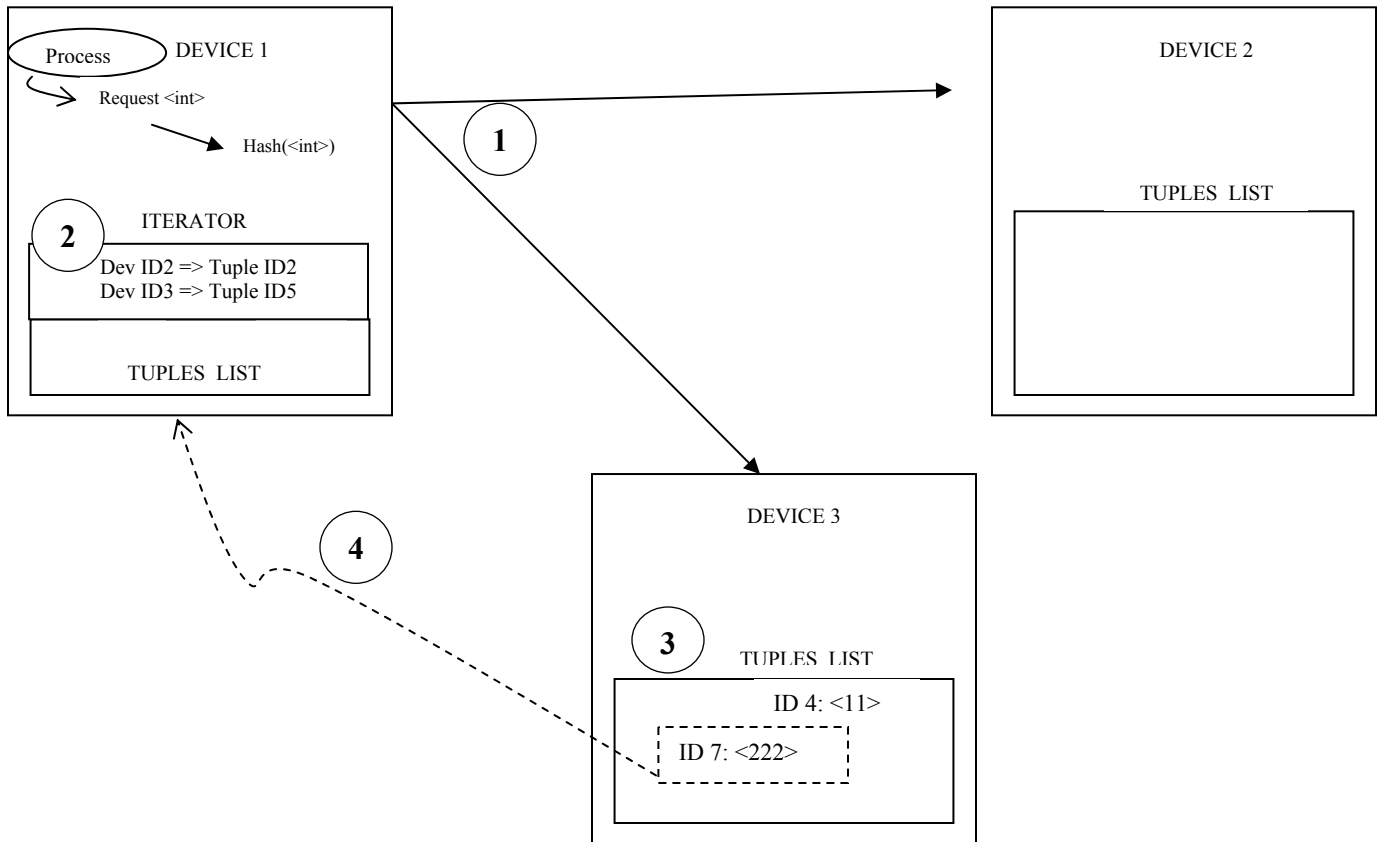 Process
DEVICE 1
Request <int>
Hash(<int>)
2
ITERATOR
Dev ID2 => Tuple ID2
Dev ID3 => Tuple ID5
TUPLES LIST
1
DEVICE 2
TUPLES LIST
4
DEVICE 3
3
TUPLES LIST
ID 4: <11>
ID 7: <222>